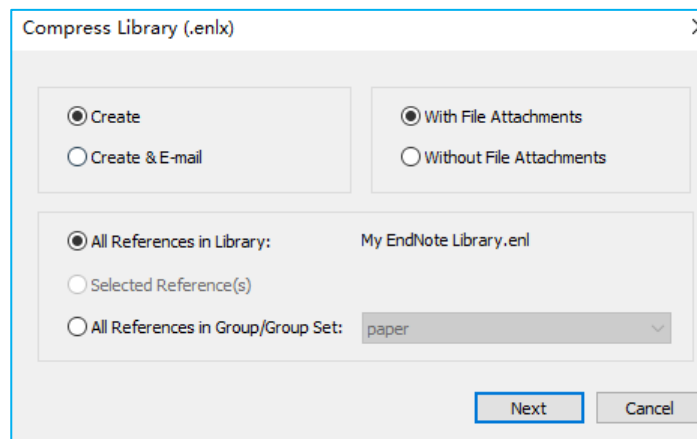 Compress Library (.enlx)
Create
Create & E-mail
With File Attachments
Without File Attachments
All References in Library: My EndNote Library.enl
Selected Reference(s)
All References in Group/Group Set: paper
Next Cancel